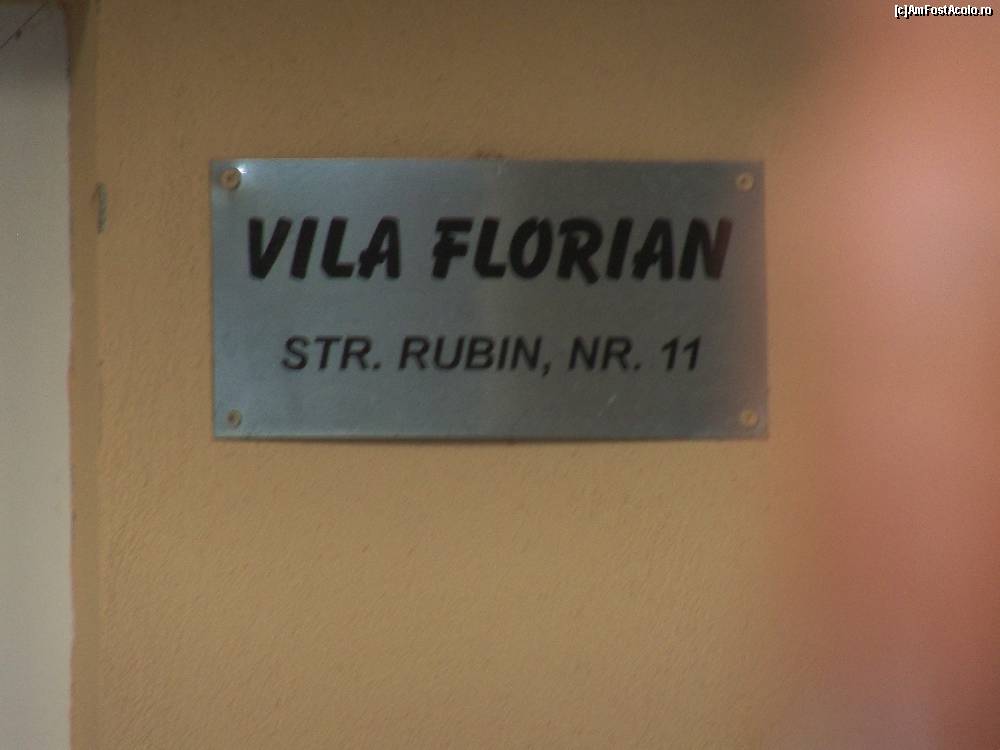 [c]AmFostAcolo.ro
VILA FLORIAN
STR. RUBIN, NR. 11